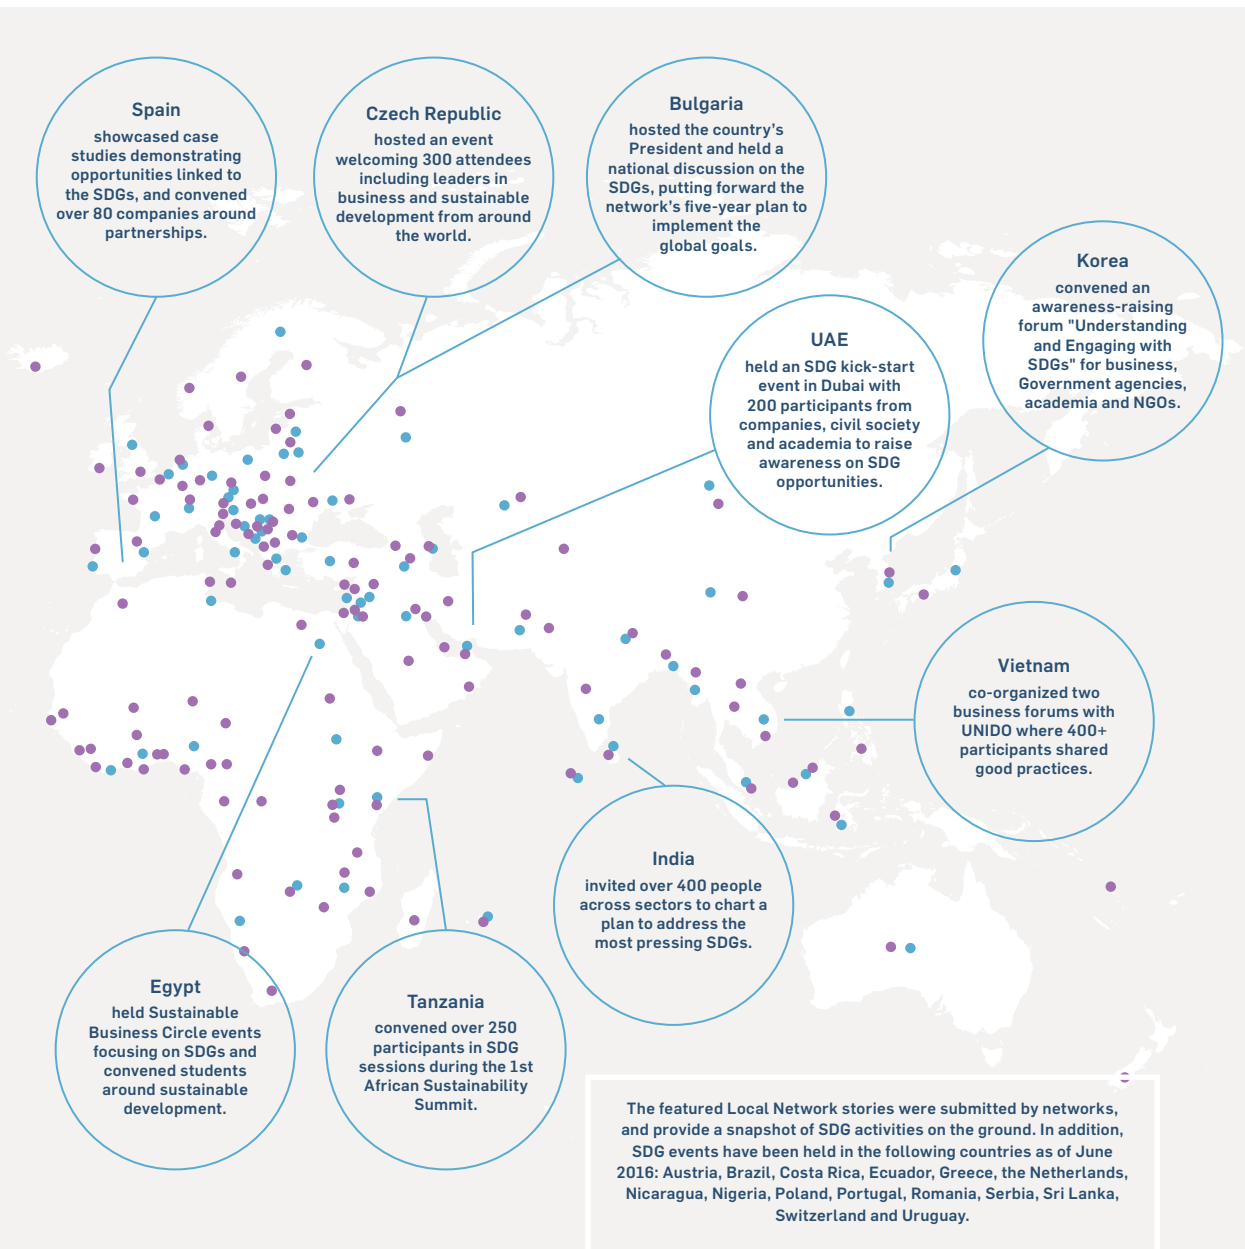 Spain
showcased case
studies demonstrating
opportunities linked to
the SDGs, and convened
over 80 companies around
partnerships.
Czech Republic
hosted an event
welcoming 300 attendees
including leaders in
business and sustainable
development from around
the world.
Bulgaria
hosted the country's
President and held a
national discussion on the
SDGs, putting forward the
network's five-year plan to
implement the
global goals.
UAE
held an SDG kick-start
event in Dubai with
200 participants from
companies, civil society
and academia to raise
awareness on SDG
opportunities.
Korea
convened an
awareness-raising
forum "Understanding
and Engaging with
SDGs" for business,
Government agencies,
academia and NGOs.
Vietnam
co-organized two
business forums with
UNIDO where 400+
participants shared
good practices.
India
invited over 400 people
across sectors to chart a
plan to address the
most pressing SDGs.
Egypt
held Sustainable
Business Circle events
focusing on SDGs and
convened students
around sustainable
development.
Tanzania
convened over 250
participants in SDG
sessions during the 1st
African Sustainability
Summit.
The featured Local Network stories were submitted by networks,
and provide a snapshot of SDG activities on the ground. In addition,
SDG events have been held in the following countries as of June
2016: Austria, Brazil, Costa Rica, Ecuador, Greece, the Netherlands,
Nicaragua, Nigeria, Poland, Portugal, Romania, Serbia, Sri Lanka,
Switzerland and Uruguay.